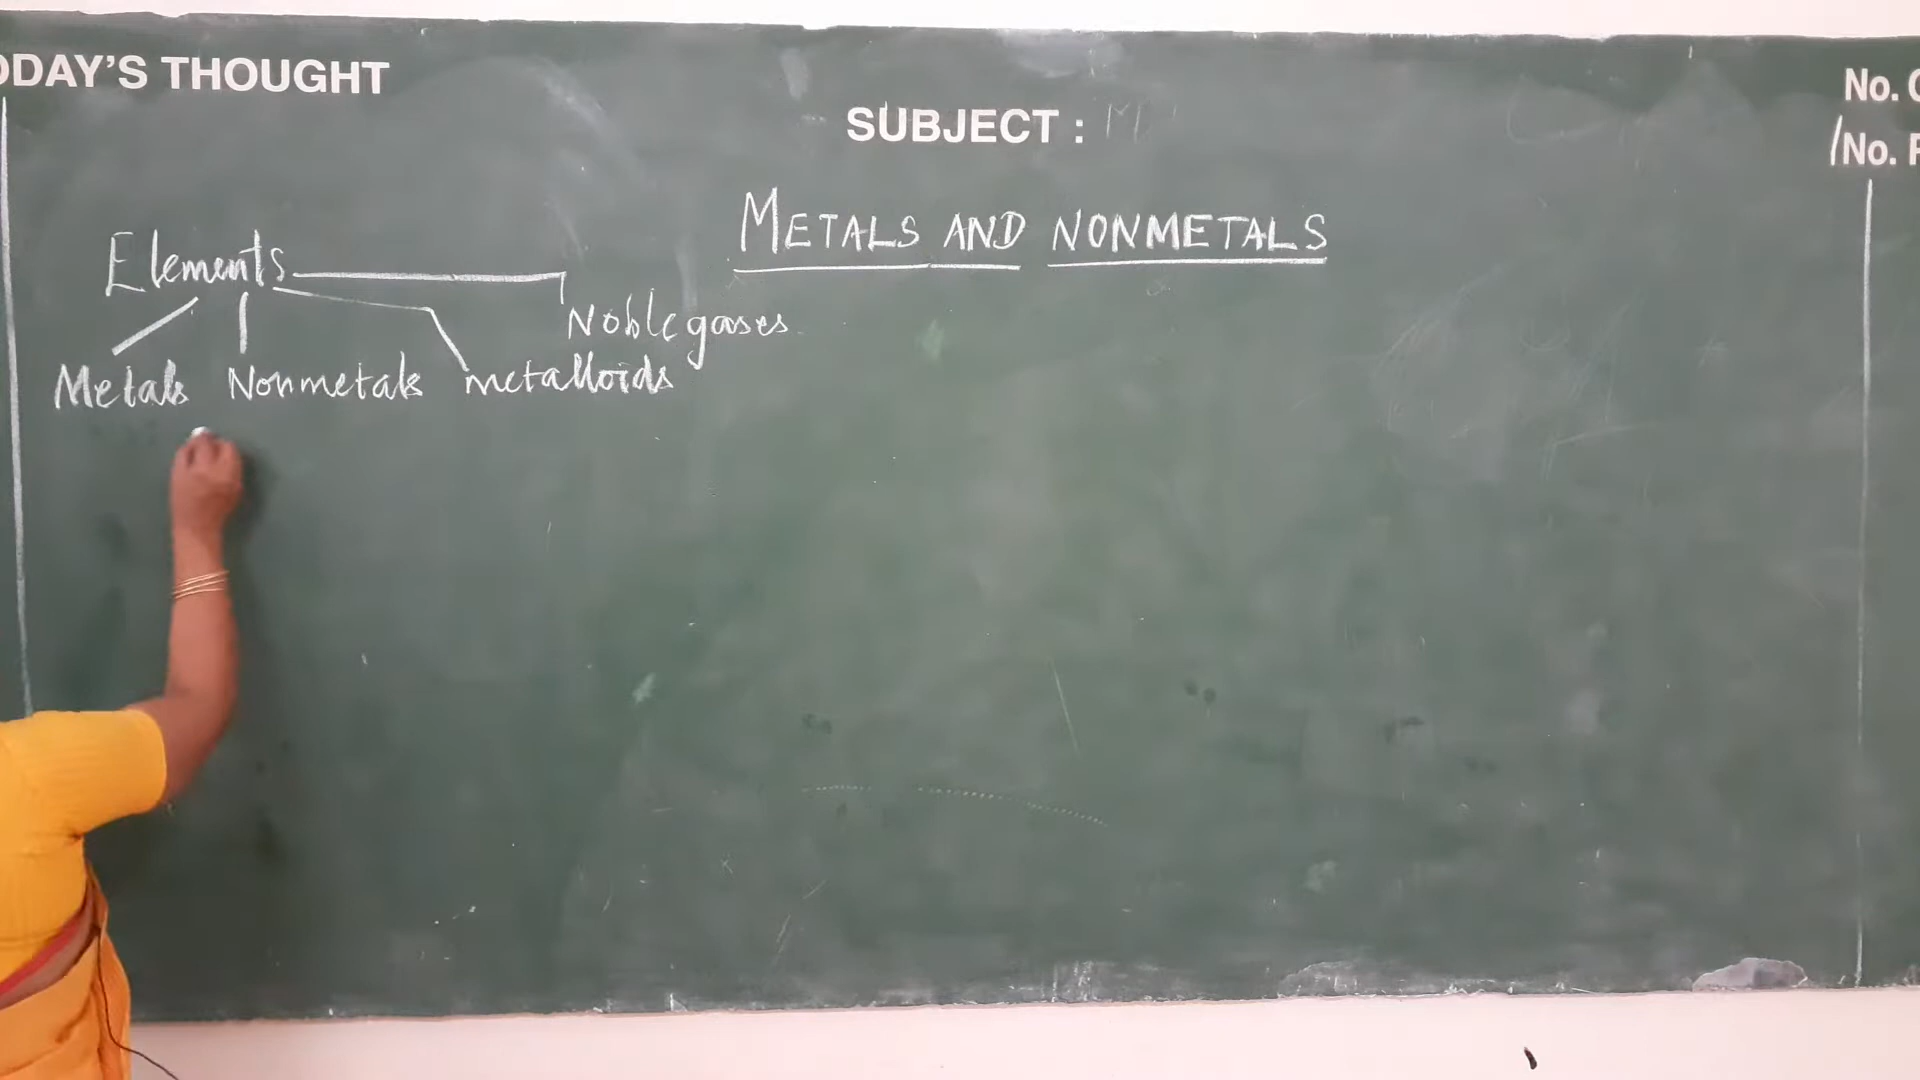 ODAY'S THOUGHT
No. 
SUBJECT :
No. 
METALS AND NONMETALS
Elements
Noble gases
Metals Nonmetals metalloids